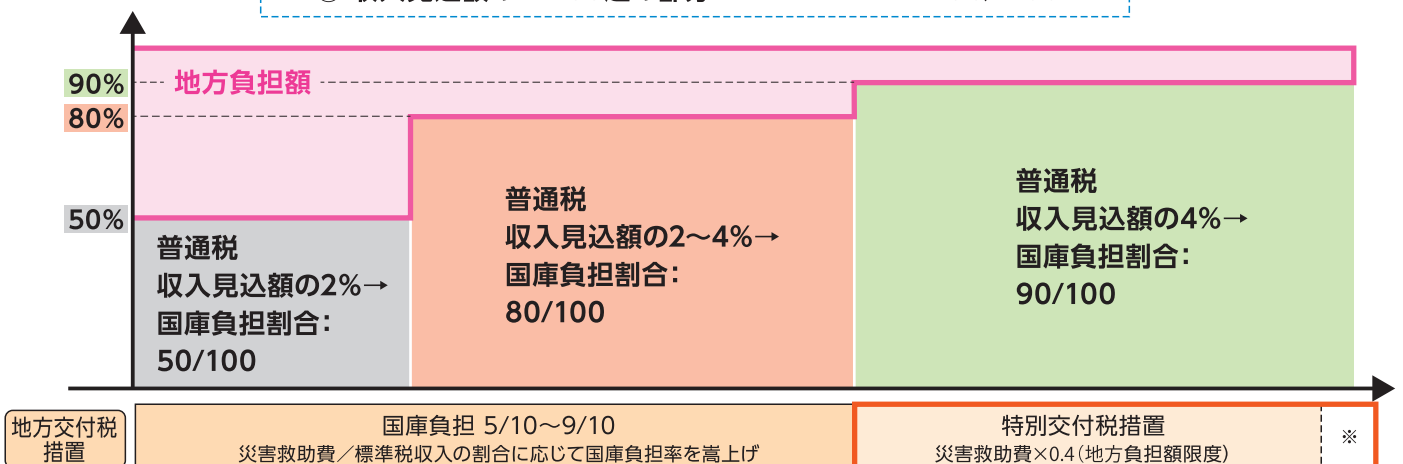 90%
地方負担額
80%
50%
普通税
収入見込額の2%→
国庫負担割合：
50/100
普通税
収入見込額の2〜4%→
国庫負担割合：
80/100
普通税
収入見込額の4%→
国庫負担割合：
90/100
地方交付税
措置
国庫負担 5/10〜9/10
災害救助費／標準税収入の割合に応じて国庫負担率を嵩上げ
特別交付税措置
災害救助費×0.4（地方負担額限度）
※